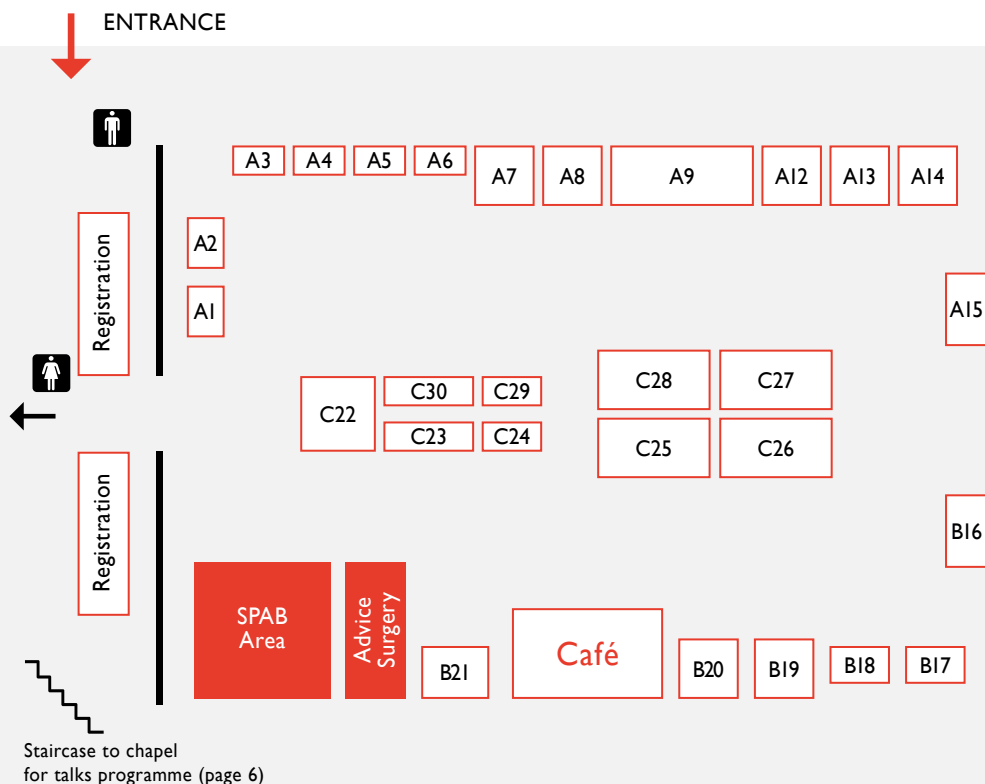 ENTRANCE
A3
A4
A5
A6
A7
A8
A9
A12
A13
A14
A2
Registration
A1
A15
C28
C27
C30
C29
C22
C23
C24
C25
C26
Registration
B16
SPAB
Area
Advice
Surgery
Café
B21
B20
B19
B18
B17
Staircase to chapel
for talks programme (page 6)